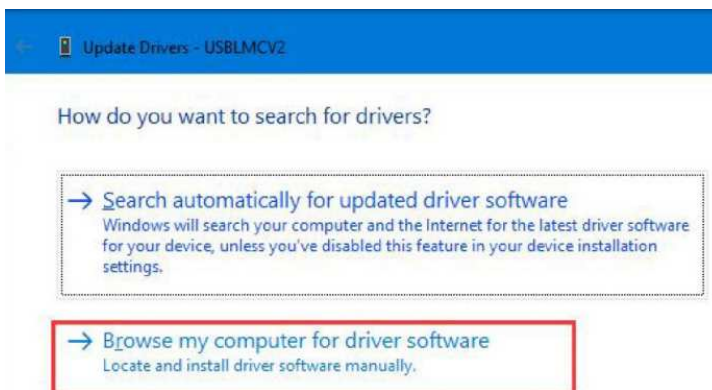 Update Drivers - USBLMCV2
How do you want to search for drivers?
→ Search automatically for updated driver software
Windows will search your computer and the Internet for the latest driver software
for your device, unless you've disabled this feature in your device installation
settings.
→ Browse my computer for driver software
Locate and install driver software manually.